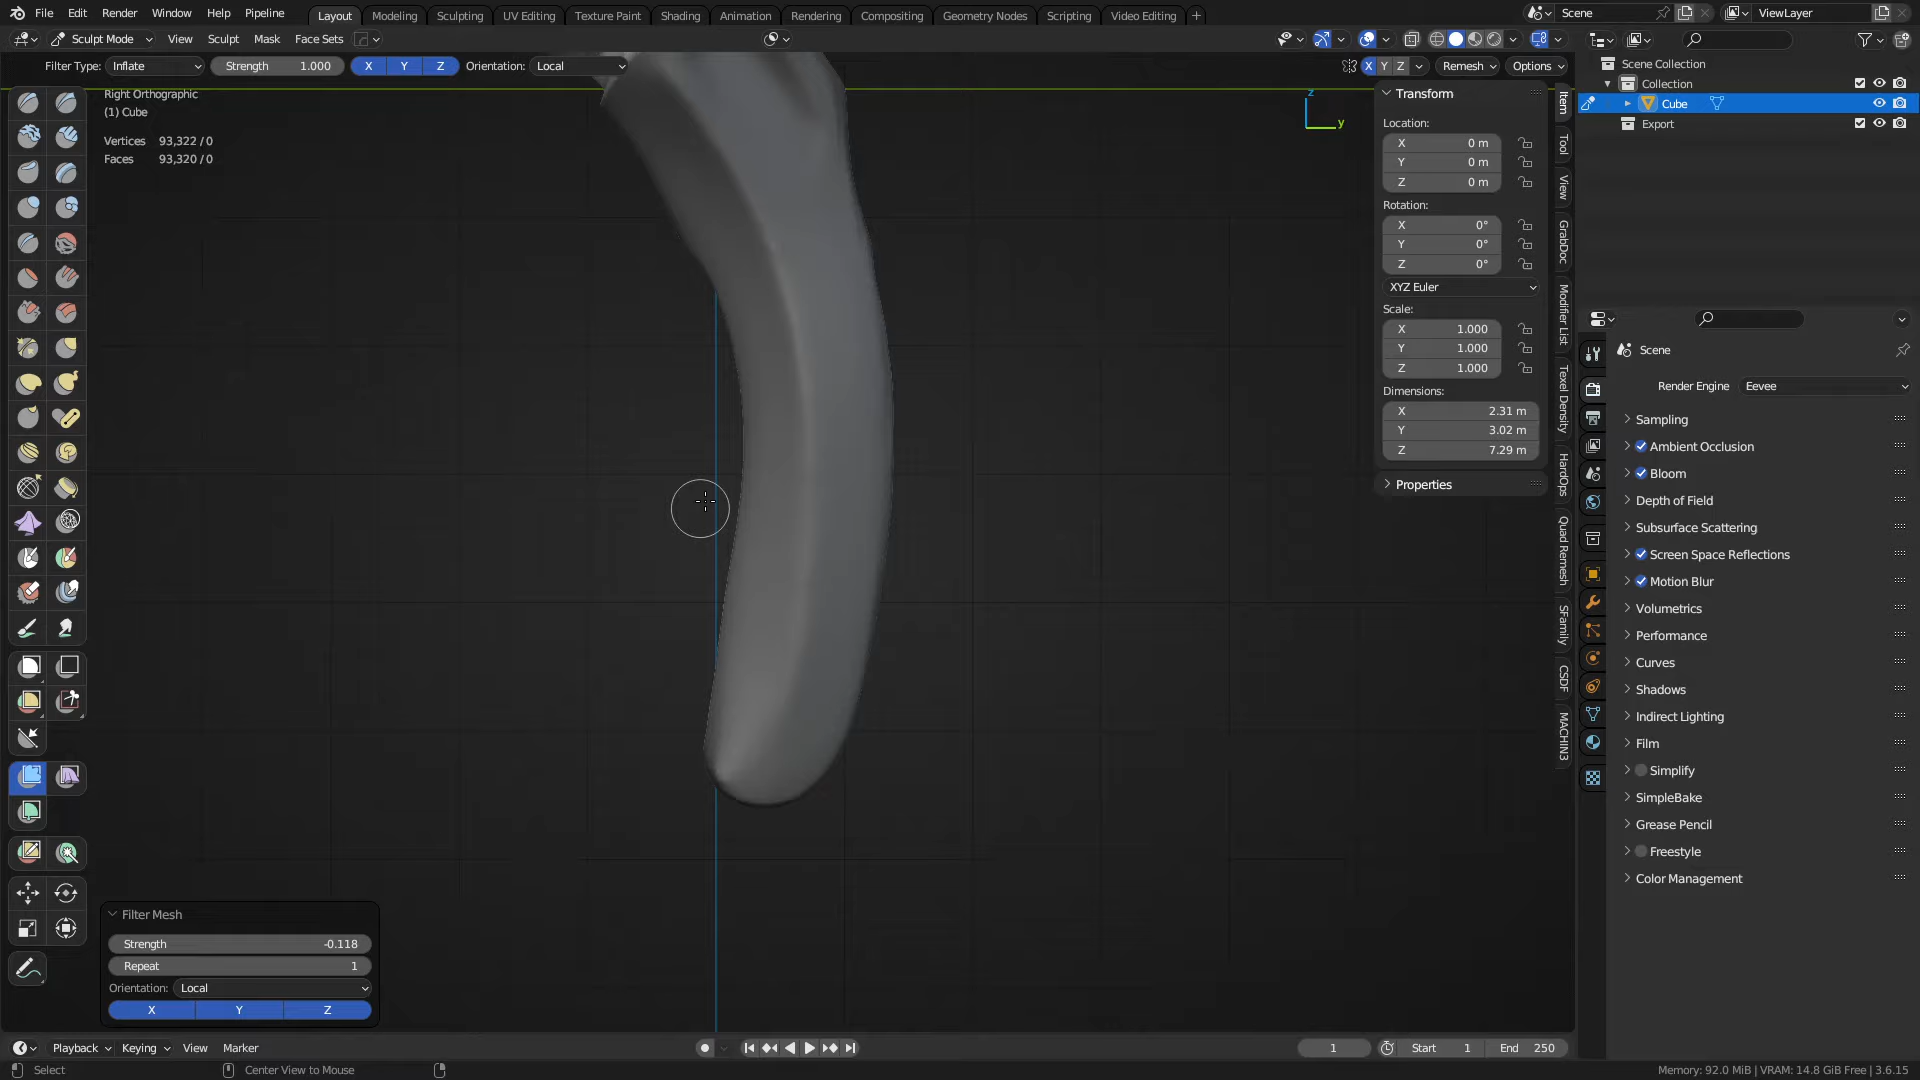 File Edit Render Window Help Pipeline Layout Modeling Sculpting UV Editing Texture Paint Shading Animation Rendering Compositing Geometry Nodes Scripting Video Editing + Scene ViewLayer
Sculpt Mode View Sculpt Mask Face Sets
Filter Type: Inflate Strength 1.000 X Y Z Orientation: Local X Y Z Remesh Options
Right Orthographic
(1) Cube
Vertices 93,322 / 0
Faces 93,320 / 0
z
y
Transform
Location:
X 0 m
Y 0 m
Z 0 m
Rotation:
X 0°
Y 0°
Z 0°
XYZ Euler
Scale:
X 1.000
Y 1.000
Z 1.000
Dimensions:
X 2.31 m
Y 3.02 m
Z 7.29 m
Properties
Item
Tool
View
GrabDoc
Modifier List
Texel Density
HardOps
Quad Remesh
SFamily
CSDF
MACHIN3
Scene Collection
Collection
Cube
Export
Scene
Render Engine Eevee
Sampling
Ambient Occlusion
Bloom
Depth of Field
Subsurface Scattering
Screen Space Reflections
Motion Blur
Volumetrics
Performance
Curves
Shadows
Indirect Lighting
Film
Simplify
SimpleBake
Grease Pencil
Freestyle
Color Management
Filter Mesh
Strength -0.118
Repeat 1
Orientation: Local
X Y Z
Playback Keying View Marker 1 Start 1 End 250
Select Center View to Mouse Memory: 92.0 MiB | VRAM: 14.8 GiB Free | 3.6.15